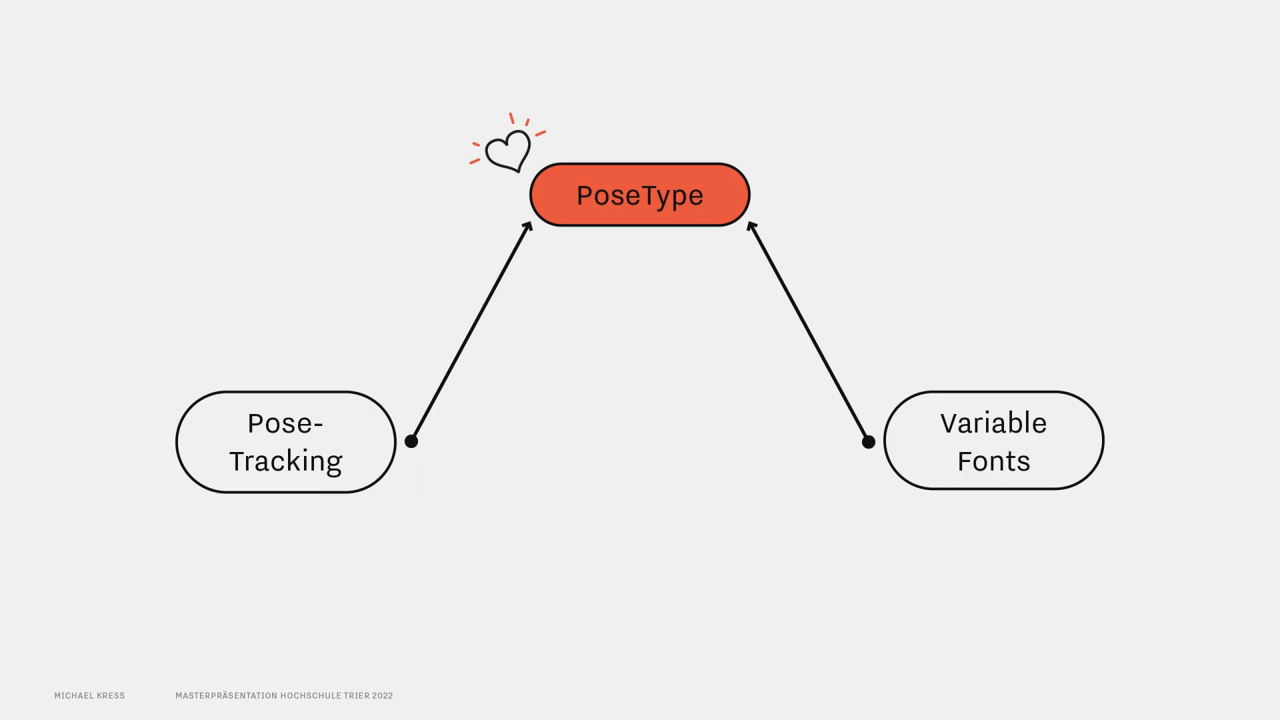 PoseType
Pose-
Tracking
Variable
Fonts
MICHAEL KRESS
MASTERPRÄSENTATION HOCHSCHULE TRIER 2022